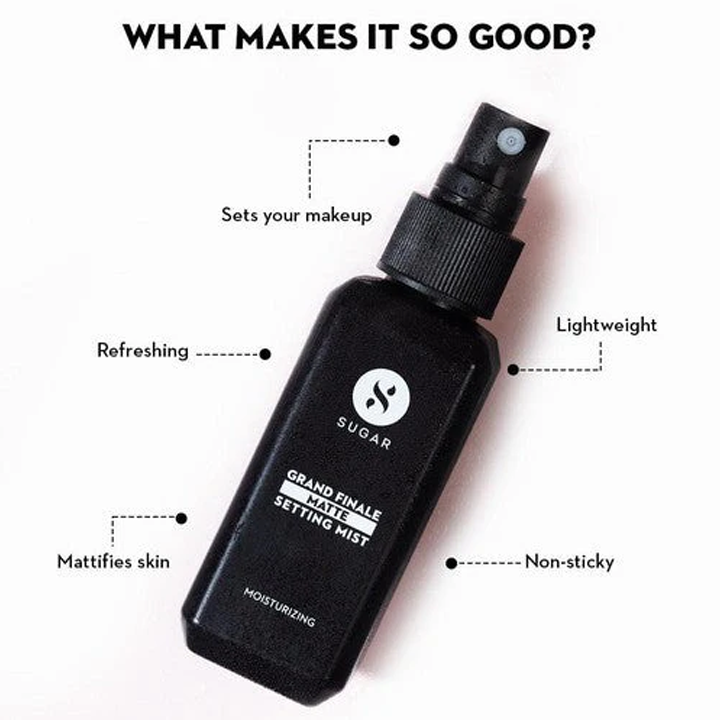 WHAT MAKES IT SO GOOD?
Sets your makeup
Lightweight
Refreshing
SUGAR
GRAND FINALE
MATTE
SETTING MIST
Mattifies skin
Non-sticky
MOISTURIZING